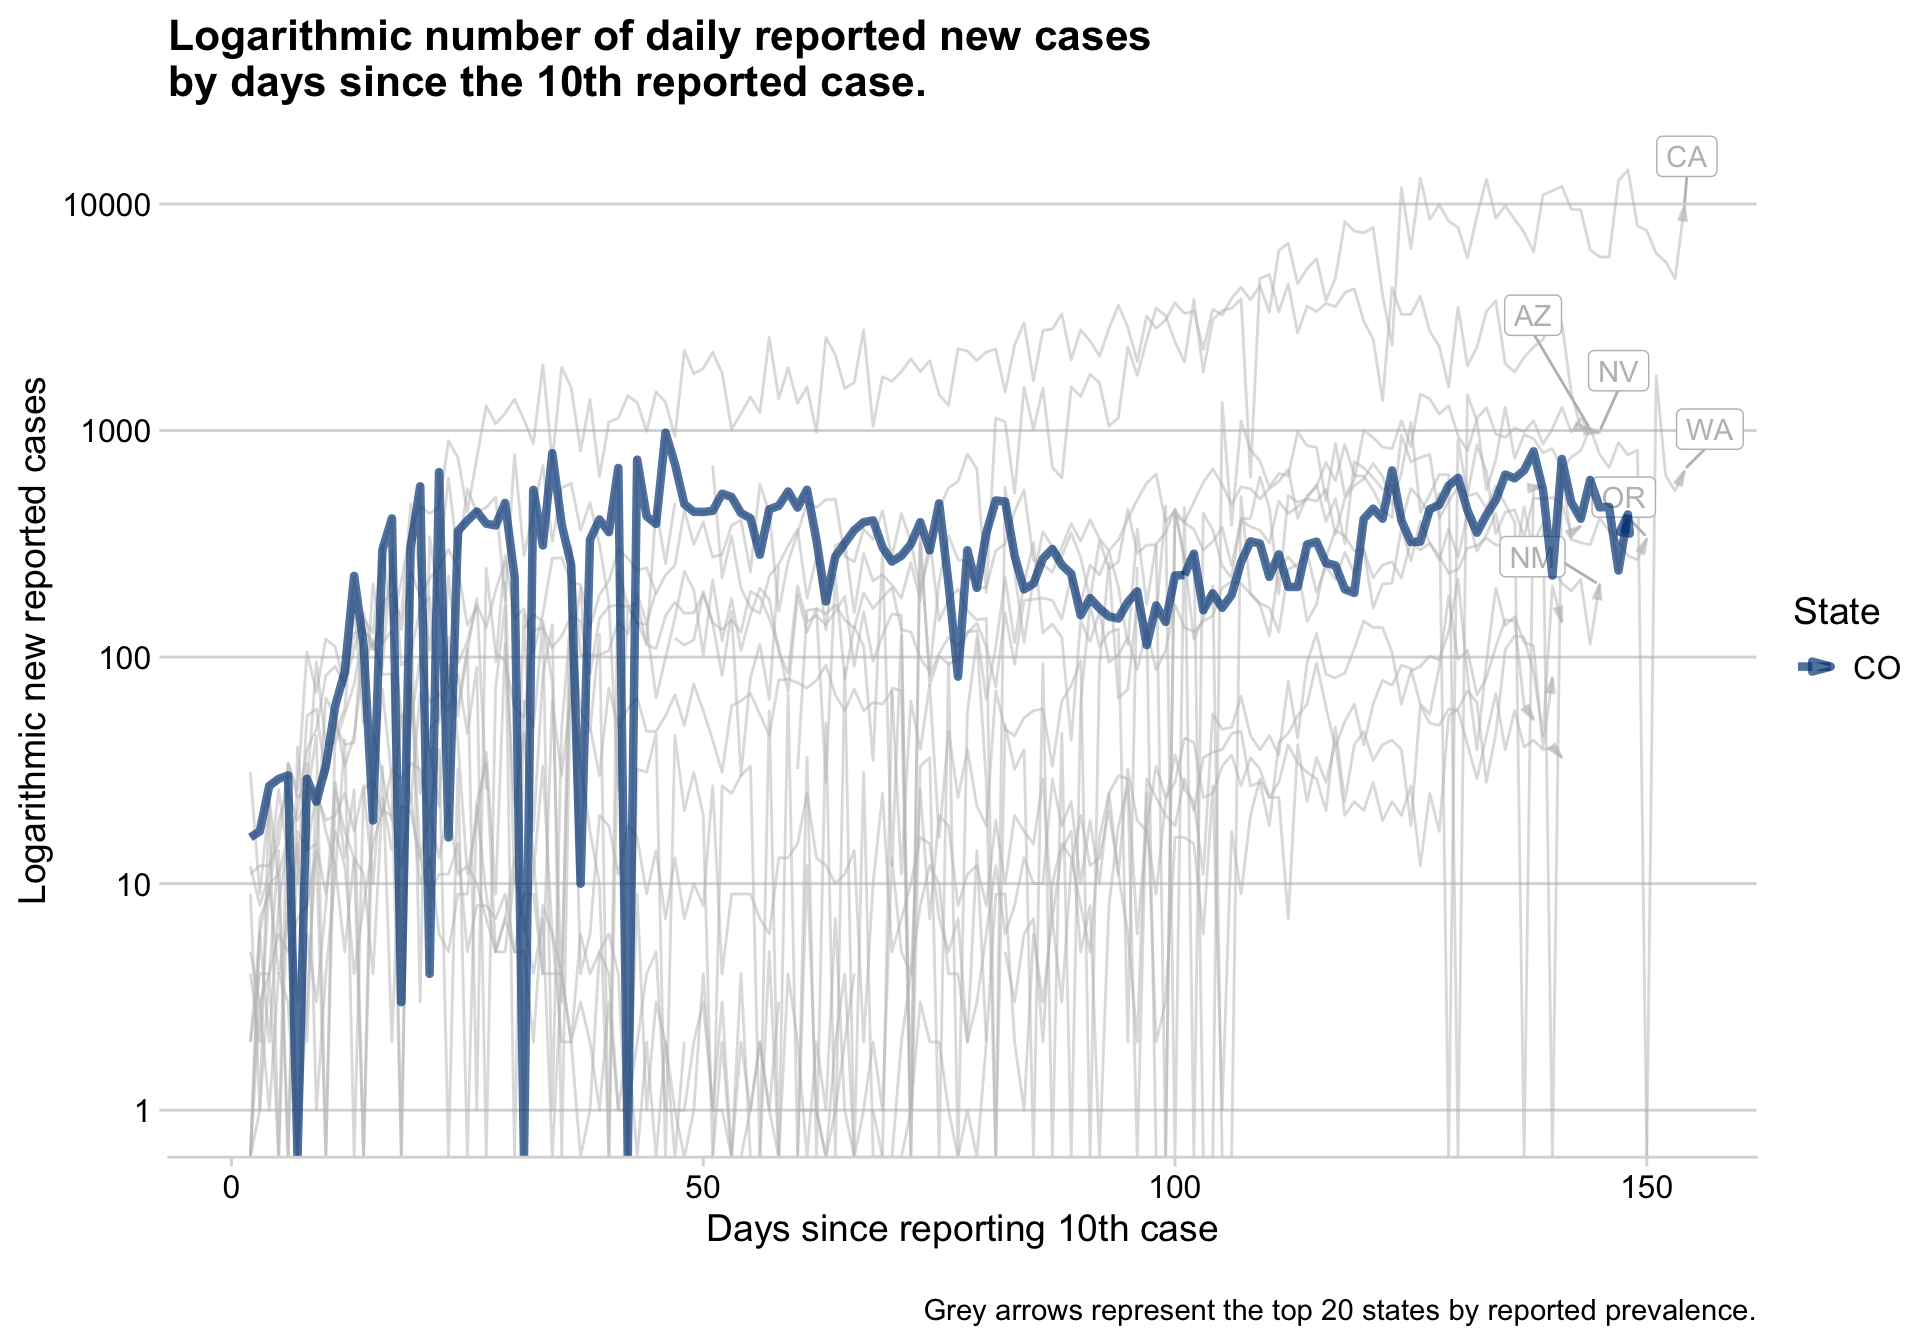 Logarithmic number of daily reported new cases
by days since the 10th reported case.
CA
10000
AZ
NV
1000
WA
OR
NM
100
10
1
Logarithmic new reported cases
0
50
100
150
Days since reporting 10th case
State
CO
Grey arrows represent the top 20 states by reported prevalence.